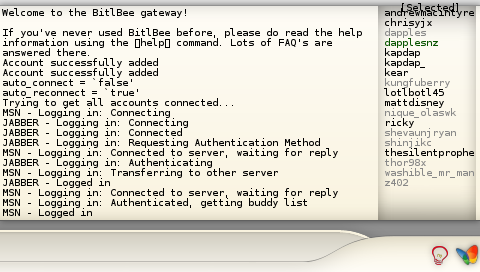 Welcome to the BitlBee gateway!
If you've never used BitlBee before, please do read the help
information using the help command. Lots of FAQ's are
answered there.
Account successfully added
Account successfully added
auto_connect = `false'
auto_reconnect = `true'
Trying to get all accounts connected...
MSN - Logging in: Connecting
JABBER - Logging in: Connecting
JABBER - Logging in: Connected
JABBER - Logging in: Requesting Authentication Method
MSN - Logging in: Connected to server, waiting for reply
JABBER - Logging in: Authenticating
MSN - Logging in: Transferring to other server
JABBER - Logged in
MSN - Logging in: Connected to server, waiting for reply
MSN - Logging in: Authenticated, getting buddy list
MSN - Logged in
[Selected]
andrewmacintyre
chrisyjx
dapples
dapplesnz
kapdap
kapdap_
kear
kungfuberry
lotlbotl45
mattdisney
nique_olaswk
ricky
shevaunjryan
shinjikc
thesilentprophe
thor98x
washible_mr_man
z402